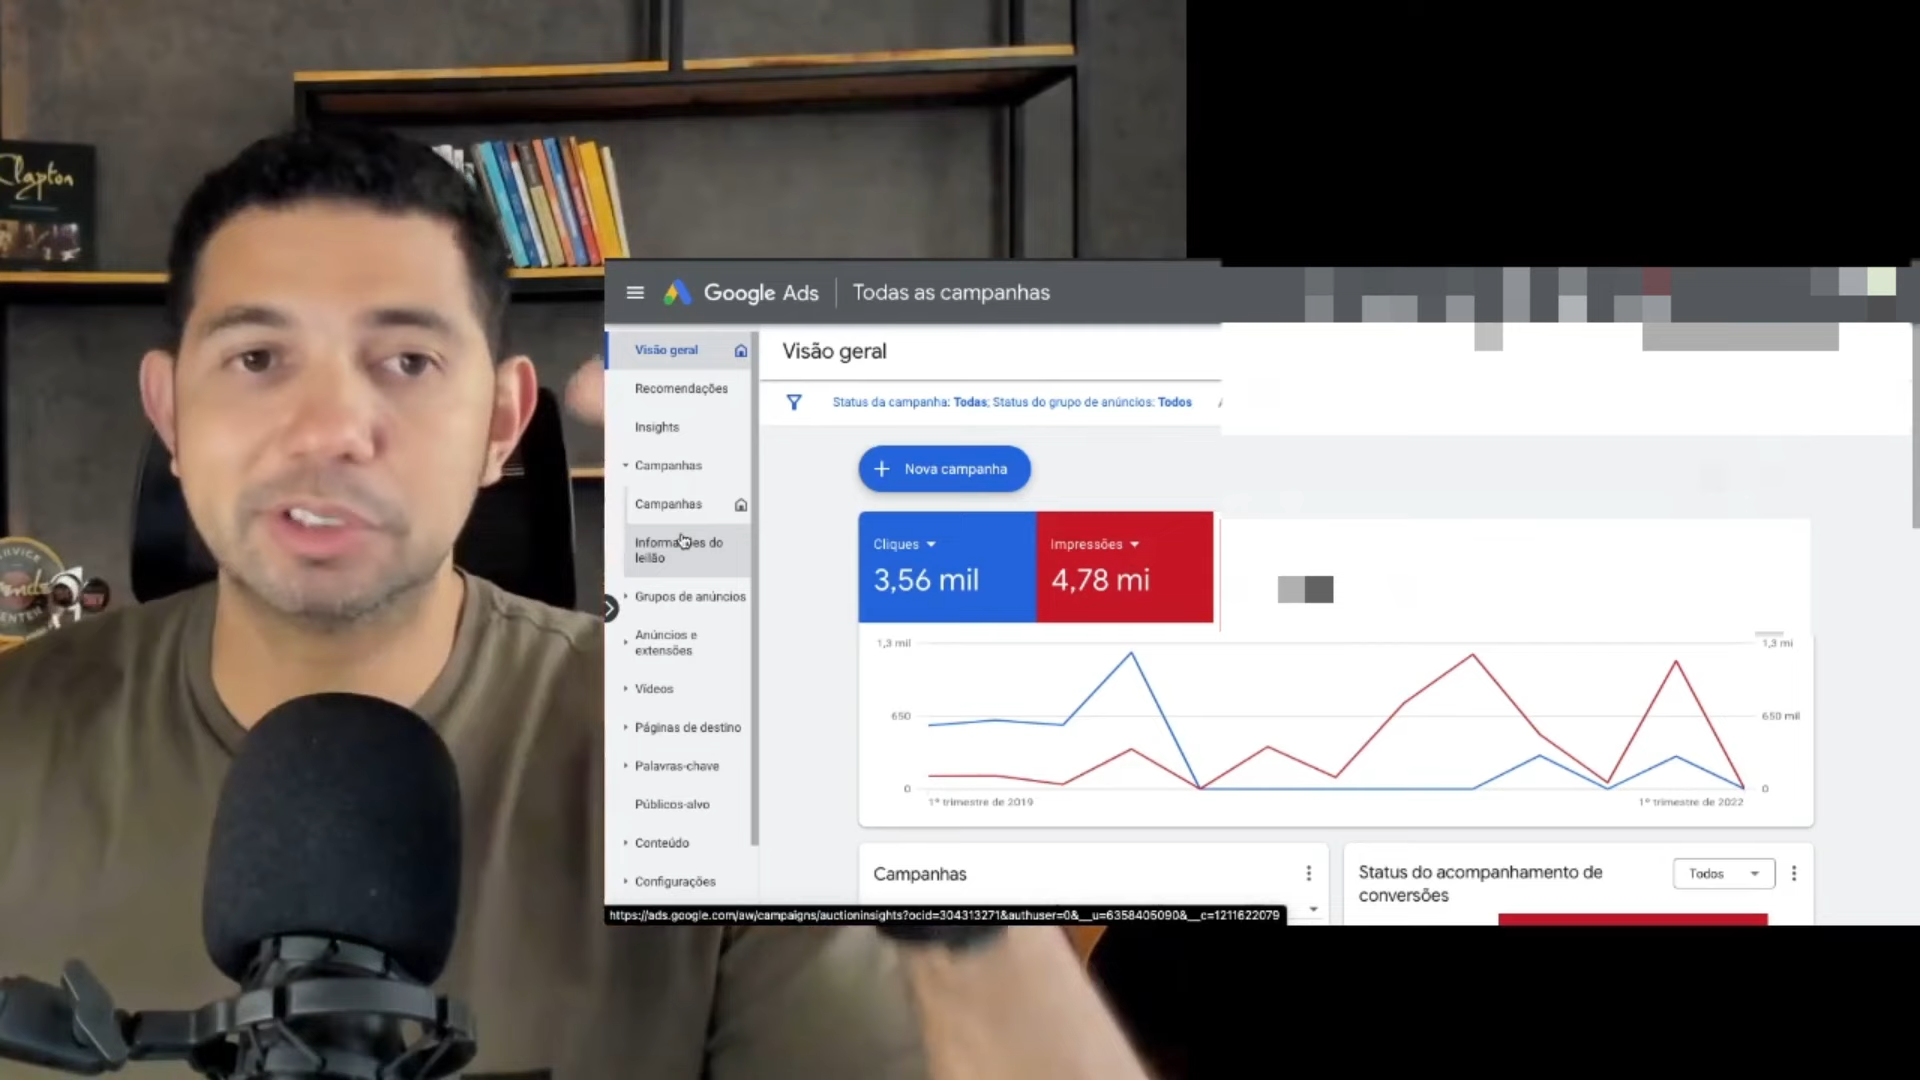 Clapton
Google Ads
Todas as campanhas
Visão geral
Recomendações
Insights
Campanhas
Campanhas
Informações do
leilão
Grupos de anúncios
Anúncios e
extensões
Vídeos
Páginas de destino
Palavras-chave
Públicos-alvo
Conteúdo
Configurações
Visão geral
Status da campanha: Todas; Status do grupo de anúncios: Todos
Nova campanha
Cliques
3,56 mil
Impressões
4,78 mi
1,3 mil
650
0
1,3 mi
650 mil
0
1º trimestre de 2019
1º trimestre de 2022
Campanhas
Status do acompanhamento de
conversões
Todos
https://ads.google.com/aw/campaigns/auctioninsights?ocid=304313271&authuser=0&__u=6358405090&__c=1211622079